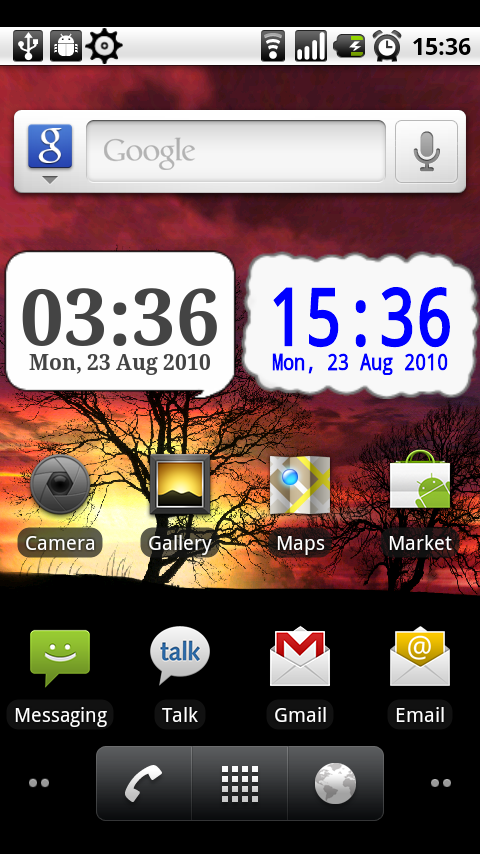 15:36
g
Google
03:36
Mon, 23 Aug 2010
15:36
Mon, 23 Aug 2010
Camera
Gallery
Maps
Market
talk
@
Messaging
Talk
Gmail
Email